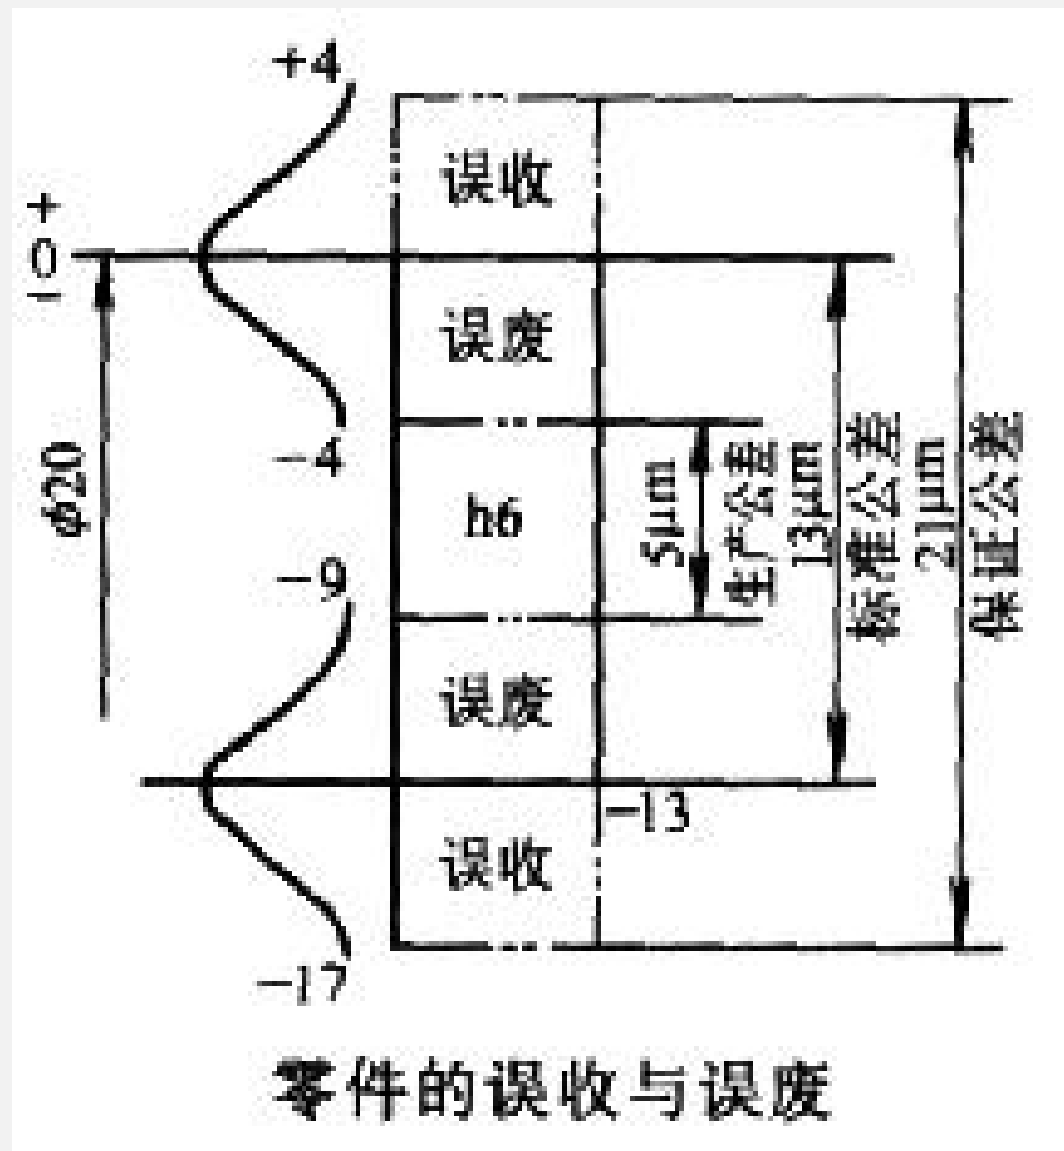 +4
误收
+
0
−
误废
−4
φ20
h6
5μm
生产公差
13μm
标准公差
21μm
保证公差
−9
误废
−13
误收
−17
零件的误收与误废